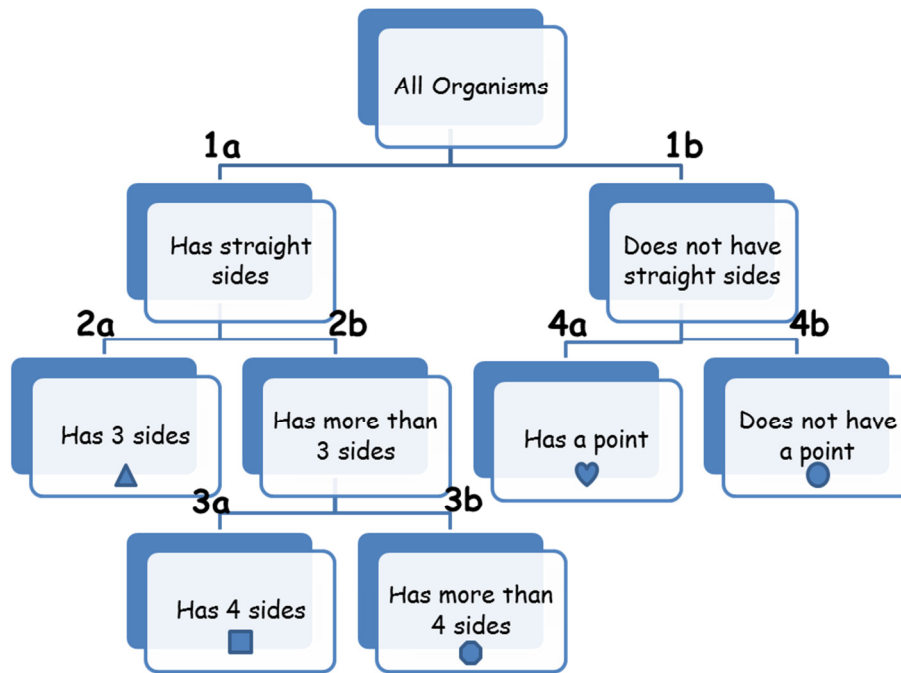 All Organisms
1a
1b
Has straight
sides
Does not have
straight sides
2a
2b
4a
4b
Has 3 sides
Has more than
3 sides
Has a point
Does not have
a point
3a
3b
Has 4 sides
Has more than
4 sides